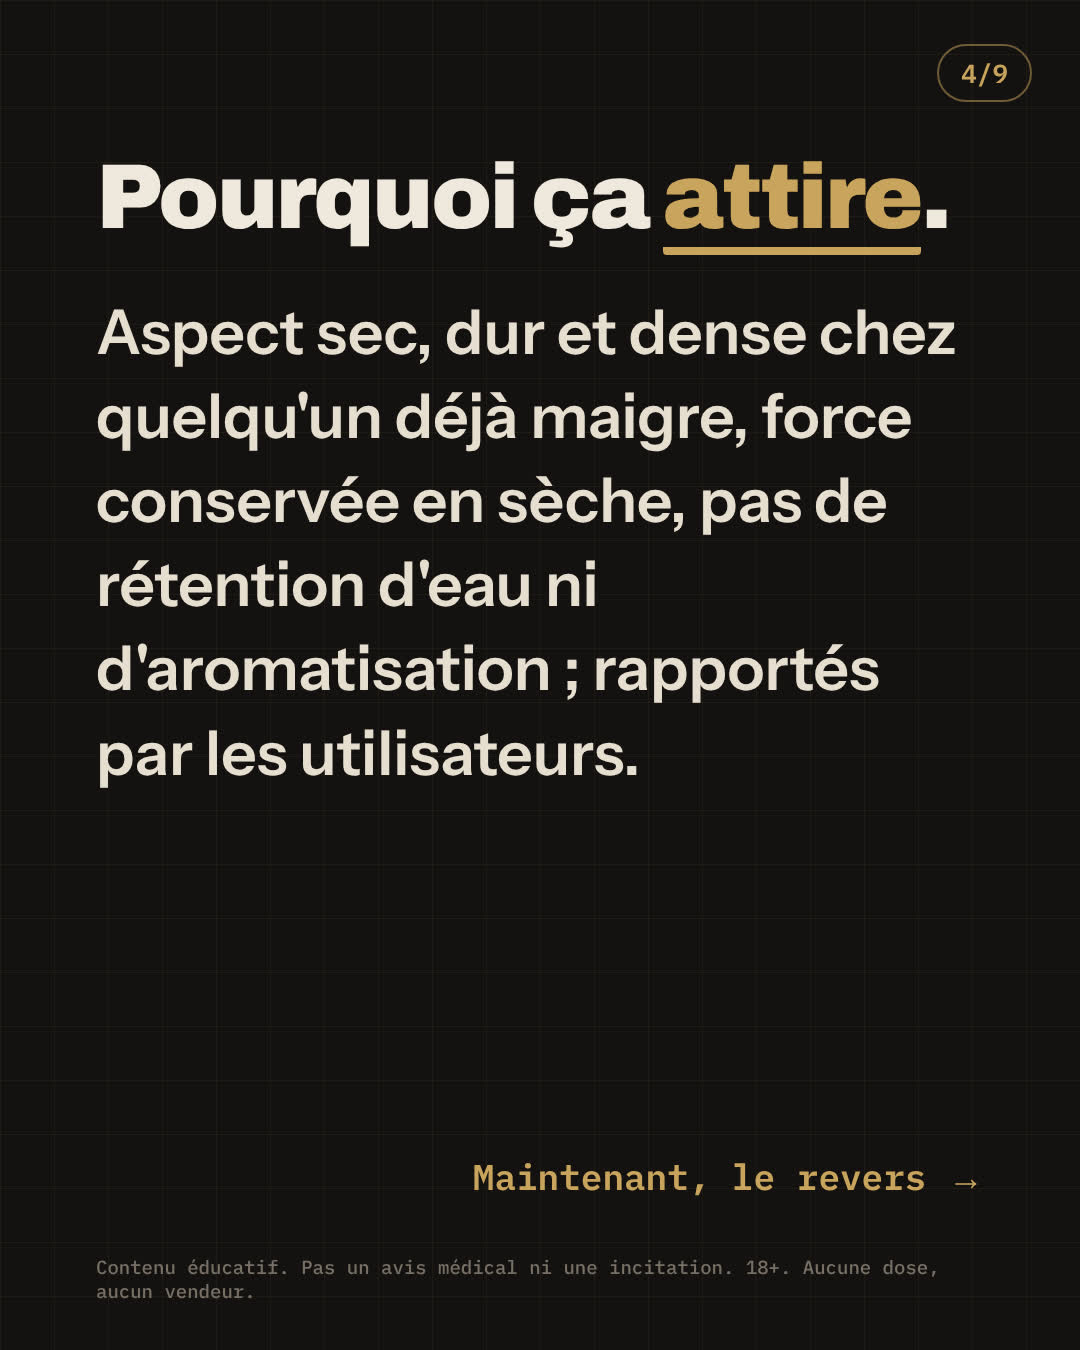 4/9
Pourquoi ça attire.
Aspect sec, dur et dense chez
quelqu'un déjà maigre, force
conservée en sèche, pas de
rétention d'eau ni
d'aromatisation ; rapportés
par les utilisateurs.
Maintenant, le revers →
Contenu éducatif. Pas un avis médical ni une incitation. 18+. Aucune dose,
aucun vendeur.